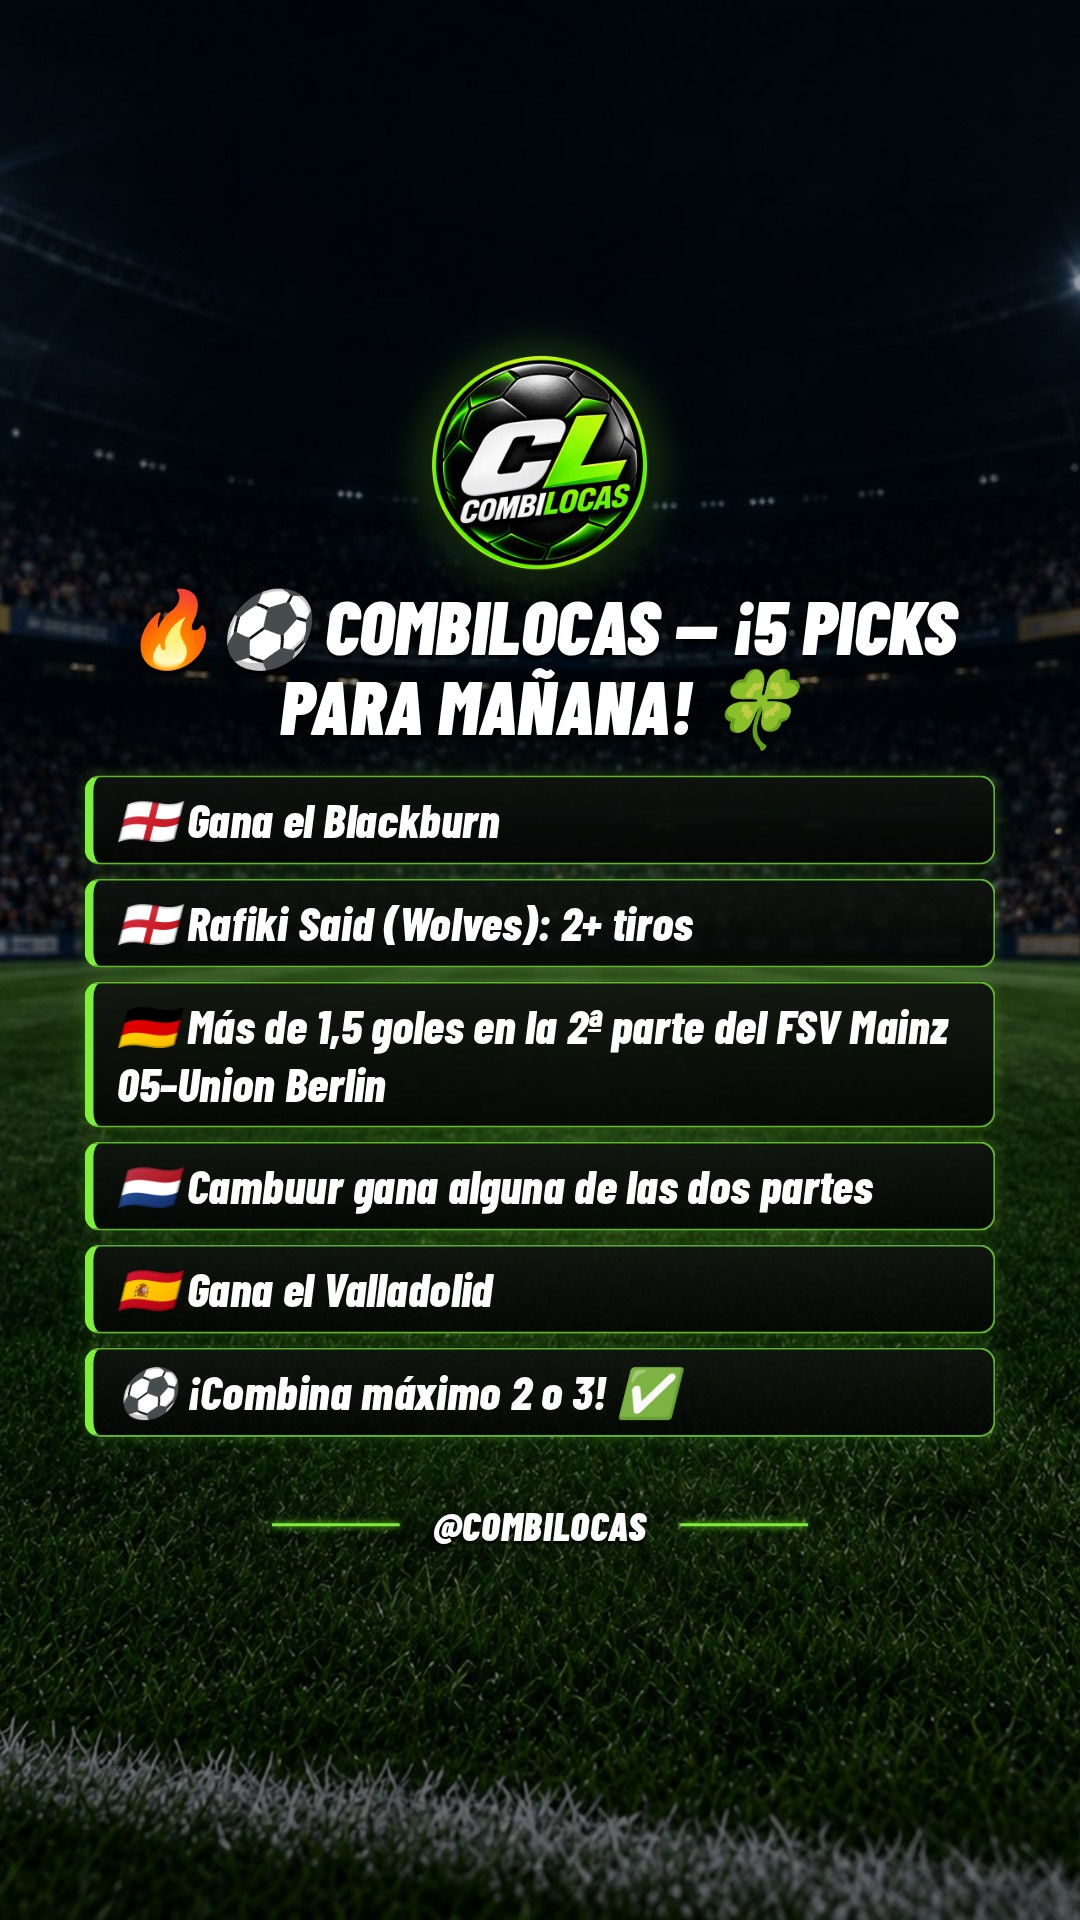 CL
COMBILOCAS
🔥⚽ COMBILOCAS – ¡5 PICKS
PARA MAÑANA! 🍀
🏴󠁧󠁢󠁥󠁮󠁧󠁿 Gana el Blackburn
🏴󠁧󠁢󠁥󠁮󠁧󠁿 Rafiki Said (Wolves): 2+ tiros
🇩🇪 Más de 1,5 goles en la 2ª parte del FSV Mainz
05–Union Berlin
🇳🇱 Cambuur gana alguna de las dos partes
🇪🇸 Gana el Valladolid
⚽ ¡Combina máximo 2 o 3! ✅
@COMBILOCAS